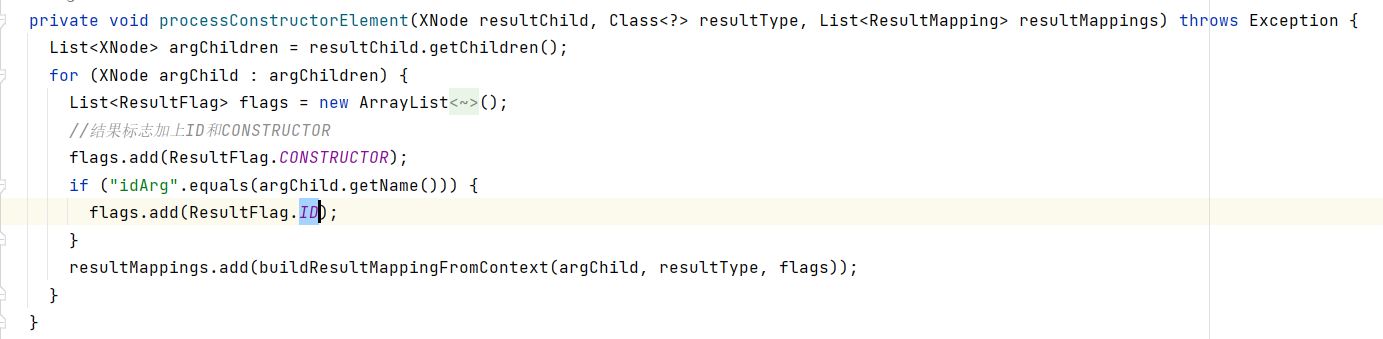 private void processConstructorElement(XNode resultChild, Class<?> resultType, List<ResultMapping> resultMappings) throws Exception {
List<XNode> argChildren = resultChild.getChildren();
for (XNode argChild : argChildren) {
List<ResultFlag> flags = new ArrayList<~>();
//结果标志加上ID和CONSTRUCTOR
flags.add(ResultFlag.CONSTRUCTOR);
if ("idArg".equals(argChild.getName())) {
flags.add(ResultFlag.ID);
}
resultMappings.add(buildResultMappingFromContext(argChild, resultType, flags));
}
}